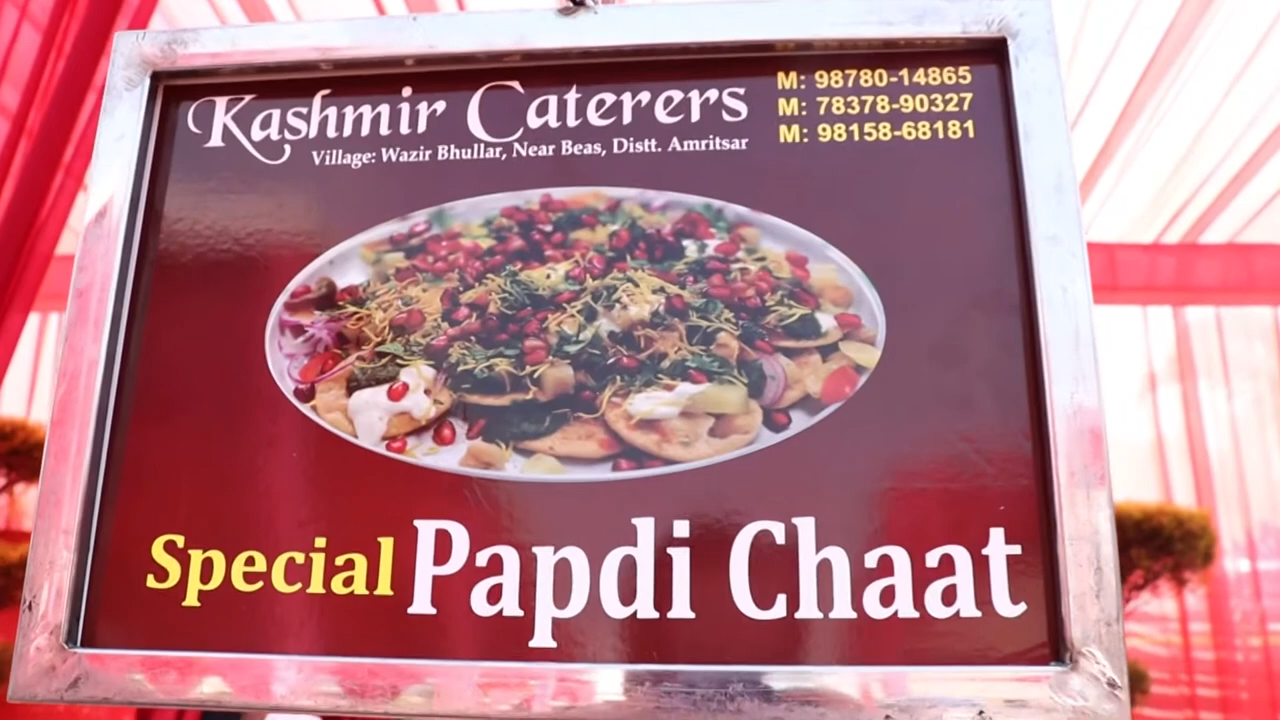 Kashmir Caterers
Village: Wazir Bhullar, Near Beas, Distt. Amritsar
M: 98780-14865
M: 78378-90327
M: 98158-68181
Special Papdi Chaat